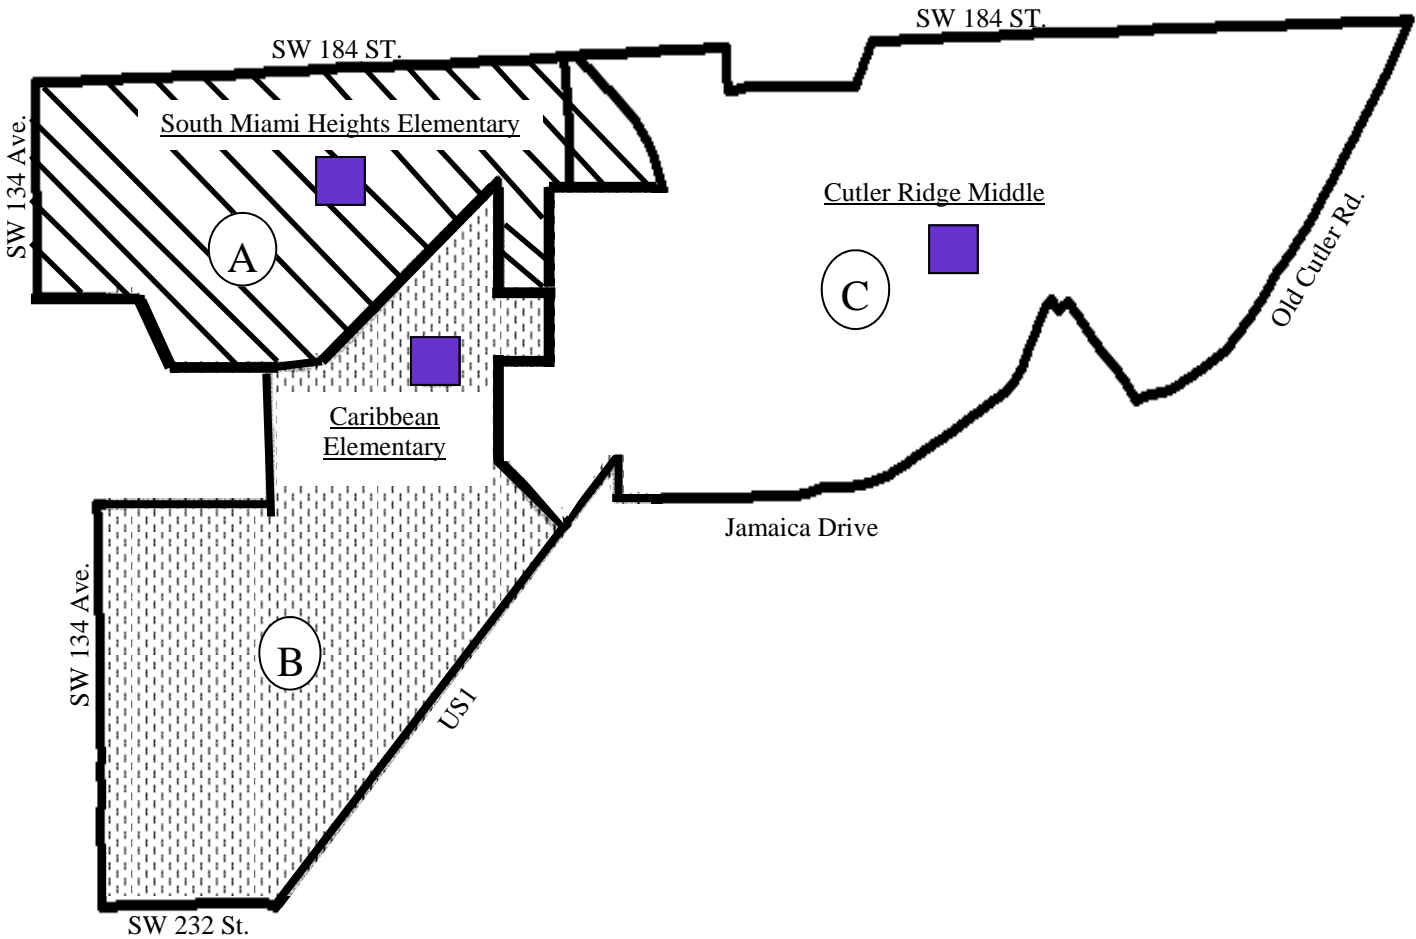 SW 184 ST.
SW 184 ST.
South Miami Heights Elementary
SW 134 Ave.
Cutler Ridge Middle
Old Cutler Rd.
A
C
Caribbean
Elementary
Jamaica Drive
SW 134 Ave.
B
US1
SW 232 St.